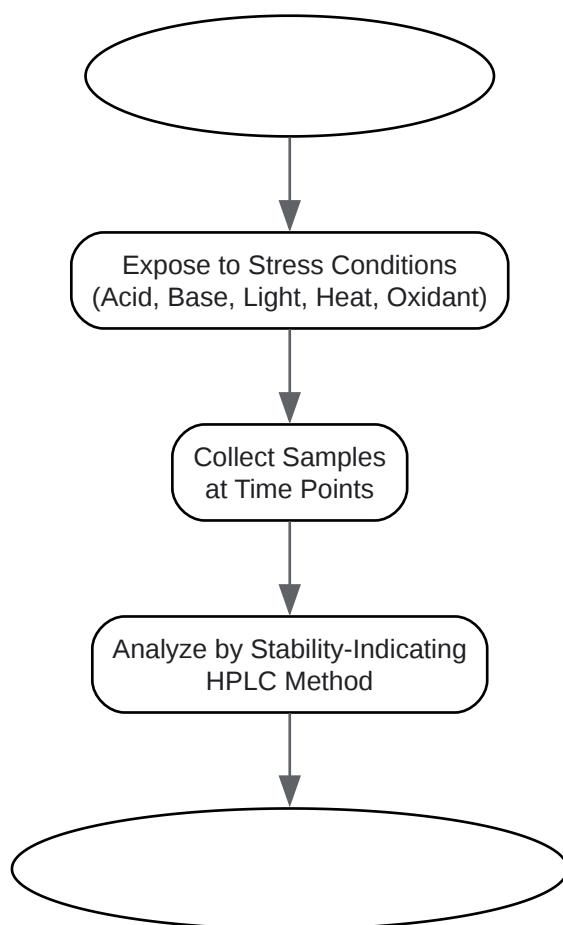 Expose to Stress Conditions
(Acid, Base, Light, Heat, Oxidant)
Collect Samples
at Time Points
Analyze by Stability-Indicating
HPLC Method